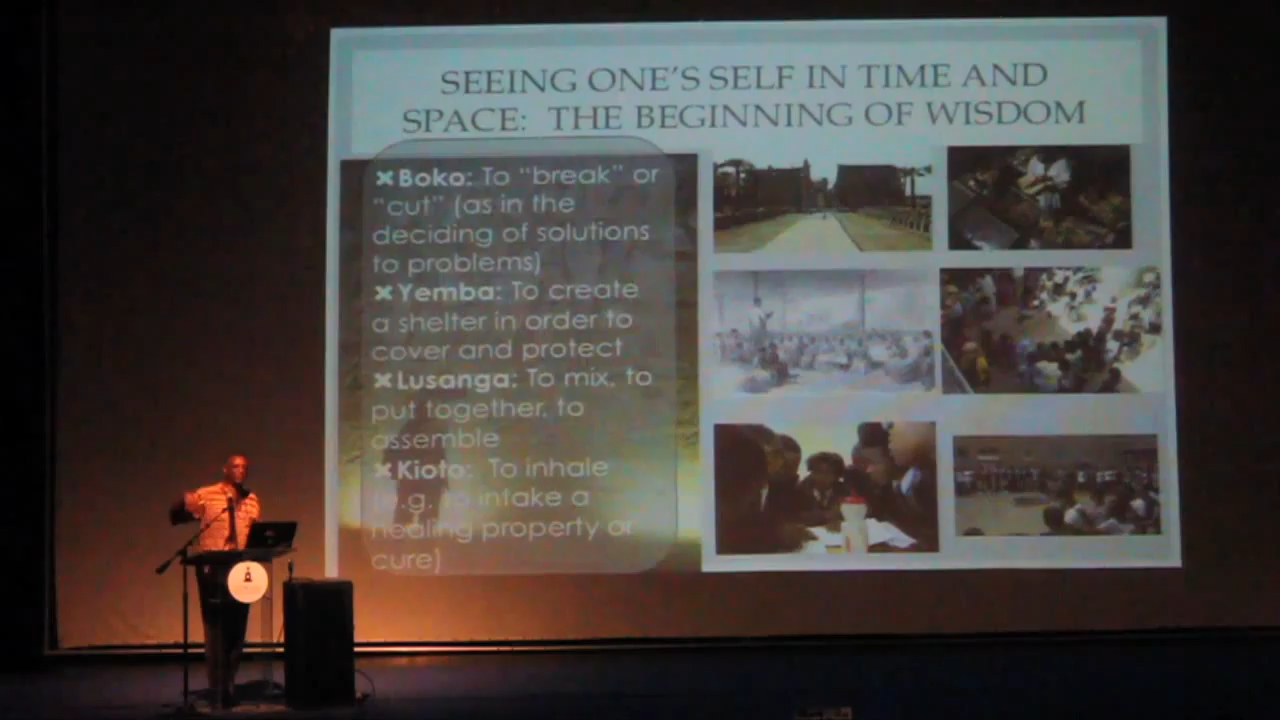 SEEING ONE'S SELF IN TIME AND
SPACE: THE BEGINNING OF WISDOM
Boko: To "break" or
"cut" (as in the
deciding of solutions
to problems)
Yemba: To create
a shelter in order to
cover and protect
Lusanga: To mix, to
put together, to
assemble
Kioto: To inhale
(e.g. to intake a
healing property or
cure)